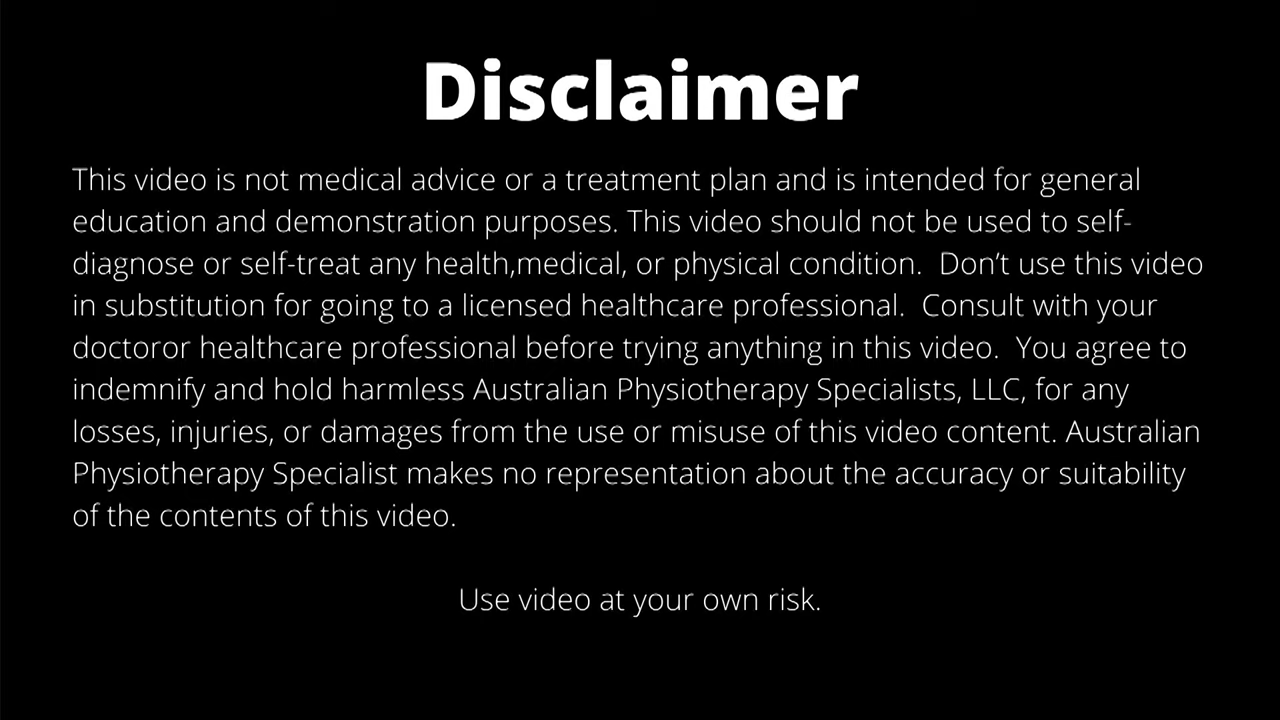 Disclaimer
This video is not medical advice or a treatment plan and is intended for general
education and demonstration purposes. This video should not be used to self-
diagnose or self-treat any health,medical, or physical condition.  Don’t use this video
in substitution for going to a licensed healthcare professional.  Consult with your
doctoror healthcare professional before trying anything in this video.  You agree to
indemnify and hold harmless Australian Physiotherapy Specialists, LLC, for any
losses, injuries, or damages from the use or misuse of this video content. Australian
Physiotherapy Specialist makes no representation about the accuracy or suitability
of the contents of this video.
Use video at your own risk.